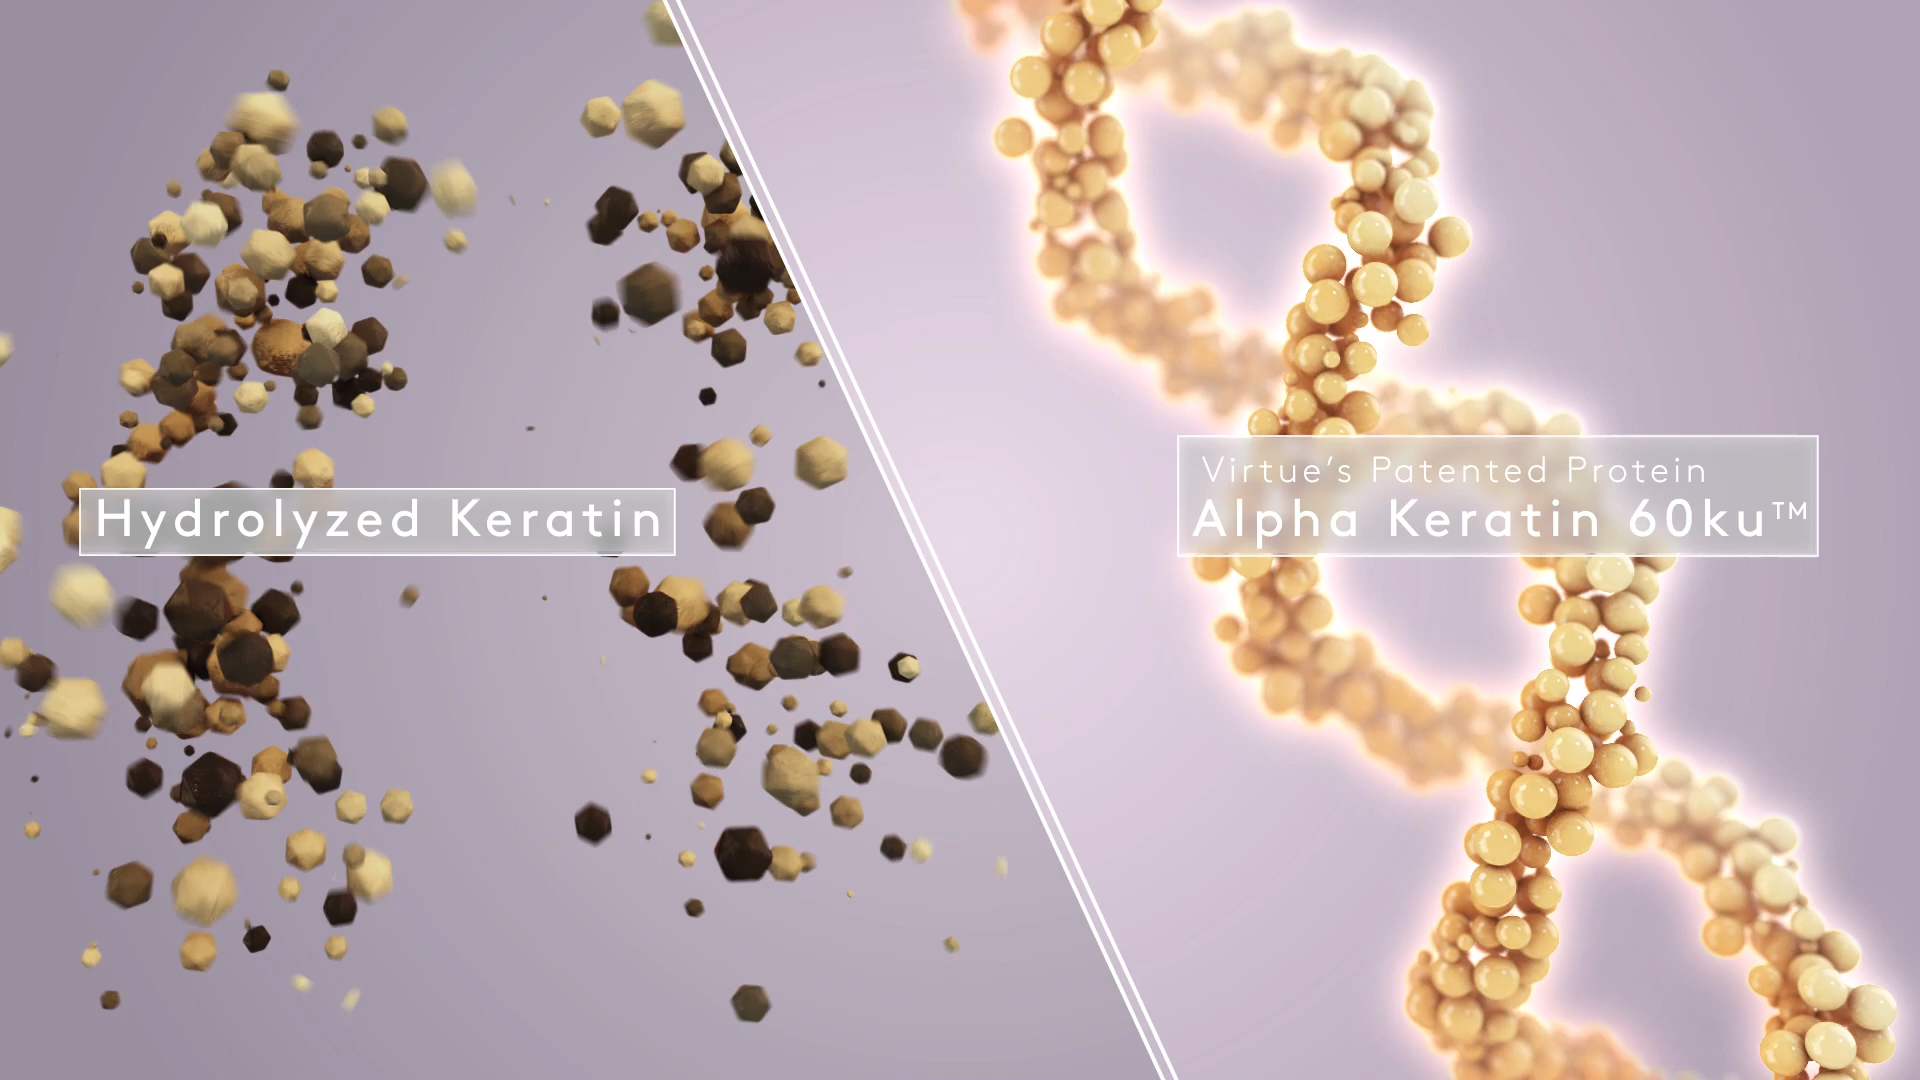 Hydrolyzed Keratin
Virtue’s Patented Protein
Alpha Keratin 60ku™